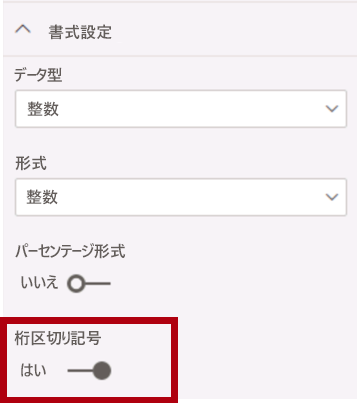 書式設定
データ型
整数
形式
整数
パーセンテージ形式
いいえ
桁区切り記号
はい